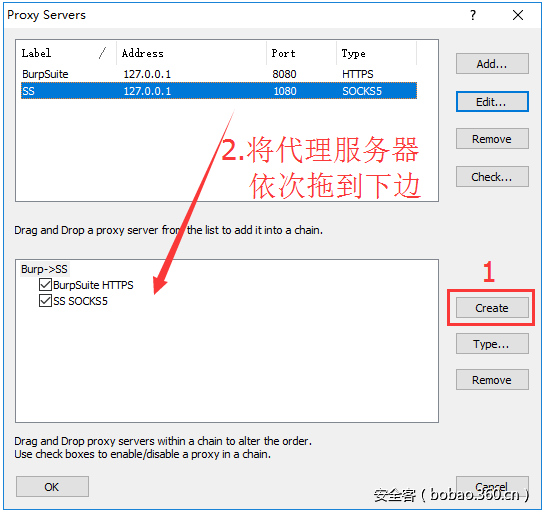 Proxy Servers
?
Label / Address Port Type
BurpSuite 127.0.0.1 8080 HTTPS
SS 127.0.0.1 1080 SOCKS5
Add...
Edit...
Remove
Check...
2.将代理服务器
依次拖到下边
Drag and Drop a proxy server from the list to add it into a chain.
Burp->SS
BurpSuite HTTPS
SS SOCKS5
1
Create
Type...
Remove
Drag and Drop proxy servers within a chain to alter the order.
Use check boxes to enable/disable a proxy in a chain.
OK
Cancel
安全客（bobao.360.cn）